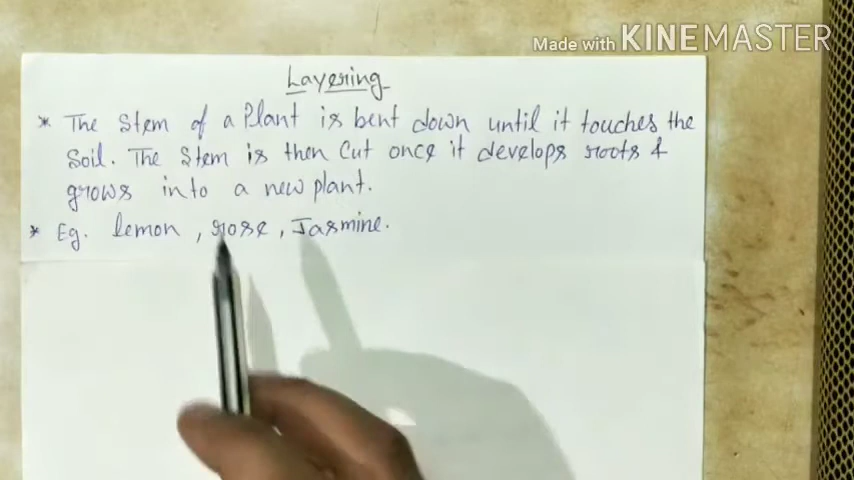 Made with KINEMASTER
Layering
* The stem of a Plant is bent down until it touches the
Soil. The Stem is then Cut once it develops roots &
grows into a new plant.
* Eg. lemon, rose, Jasmine.